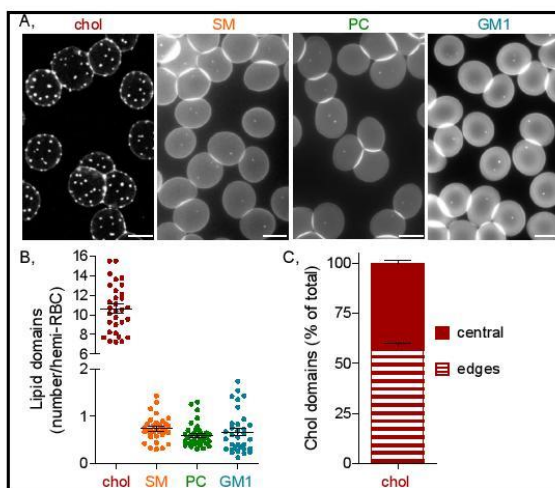 A, chol SM PC GM1
B,
Lipid domains
(number/hemi-RBC)
16
14
12
10
8
6
2
1
0
chol SM PC GM1
C,
Chol domains (% of total)
100
75
50
25
0
central
edges
chol